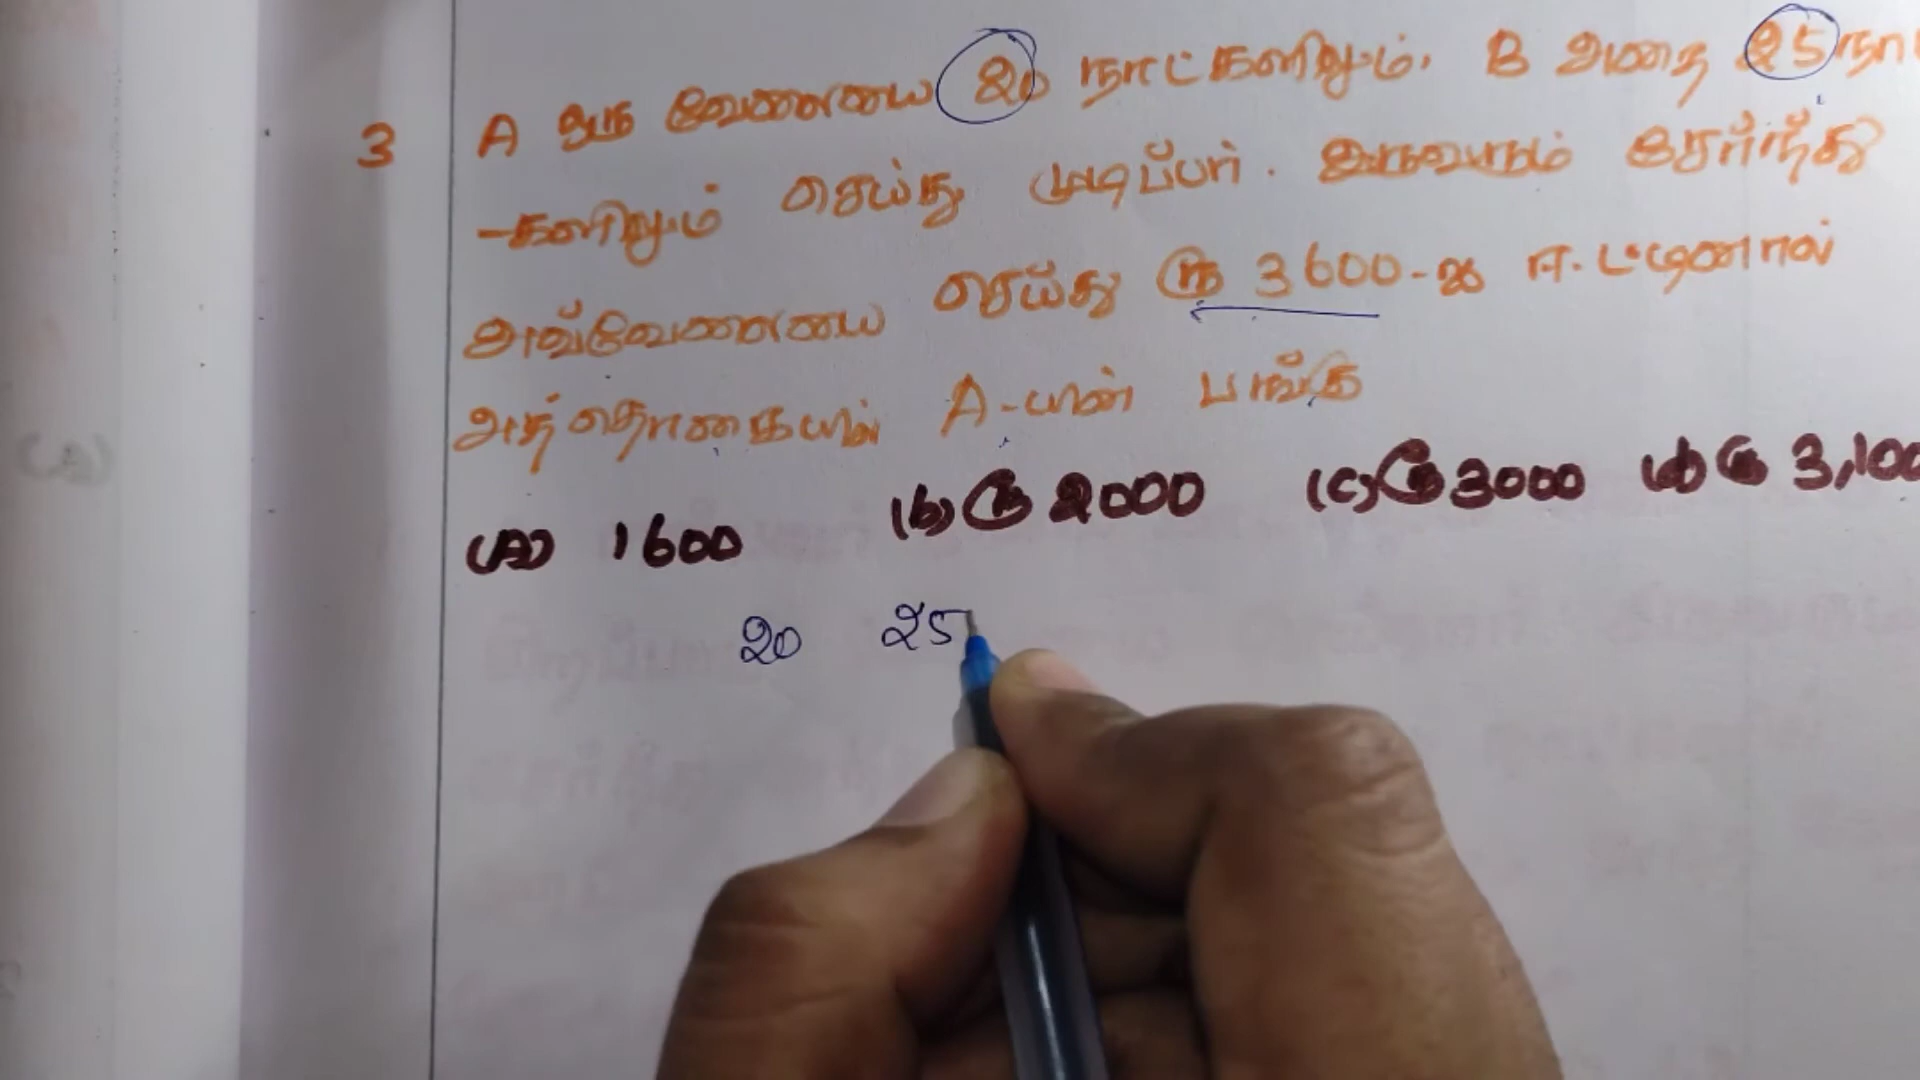 3 A ஒரு வேலையை 20 நாட்களிலும், B அதை 25 நா
-களிலும் செய்து முடிப்பர். இருவரும் சேர்ந்து
அவ்வேலையை செய்து ரூ 3600-ஐ ஈட்டினால்
அத்தொகையில் A-யின் பங்கு
(A) 1600 (b) ரூ 2000 (c) ரூ 3000 (d) ரூ 3,100
20 25